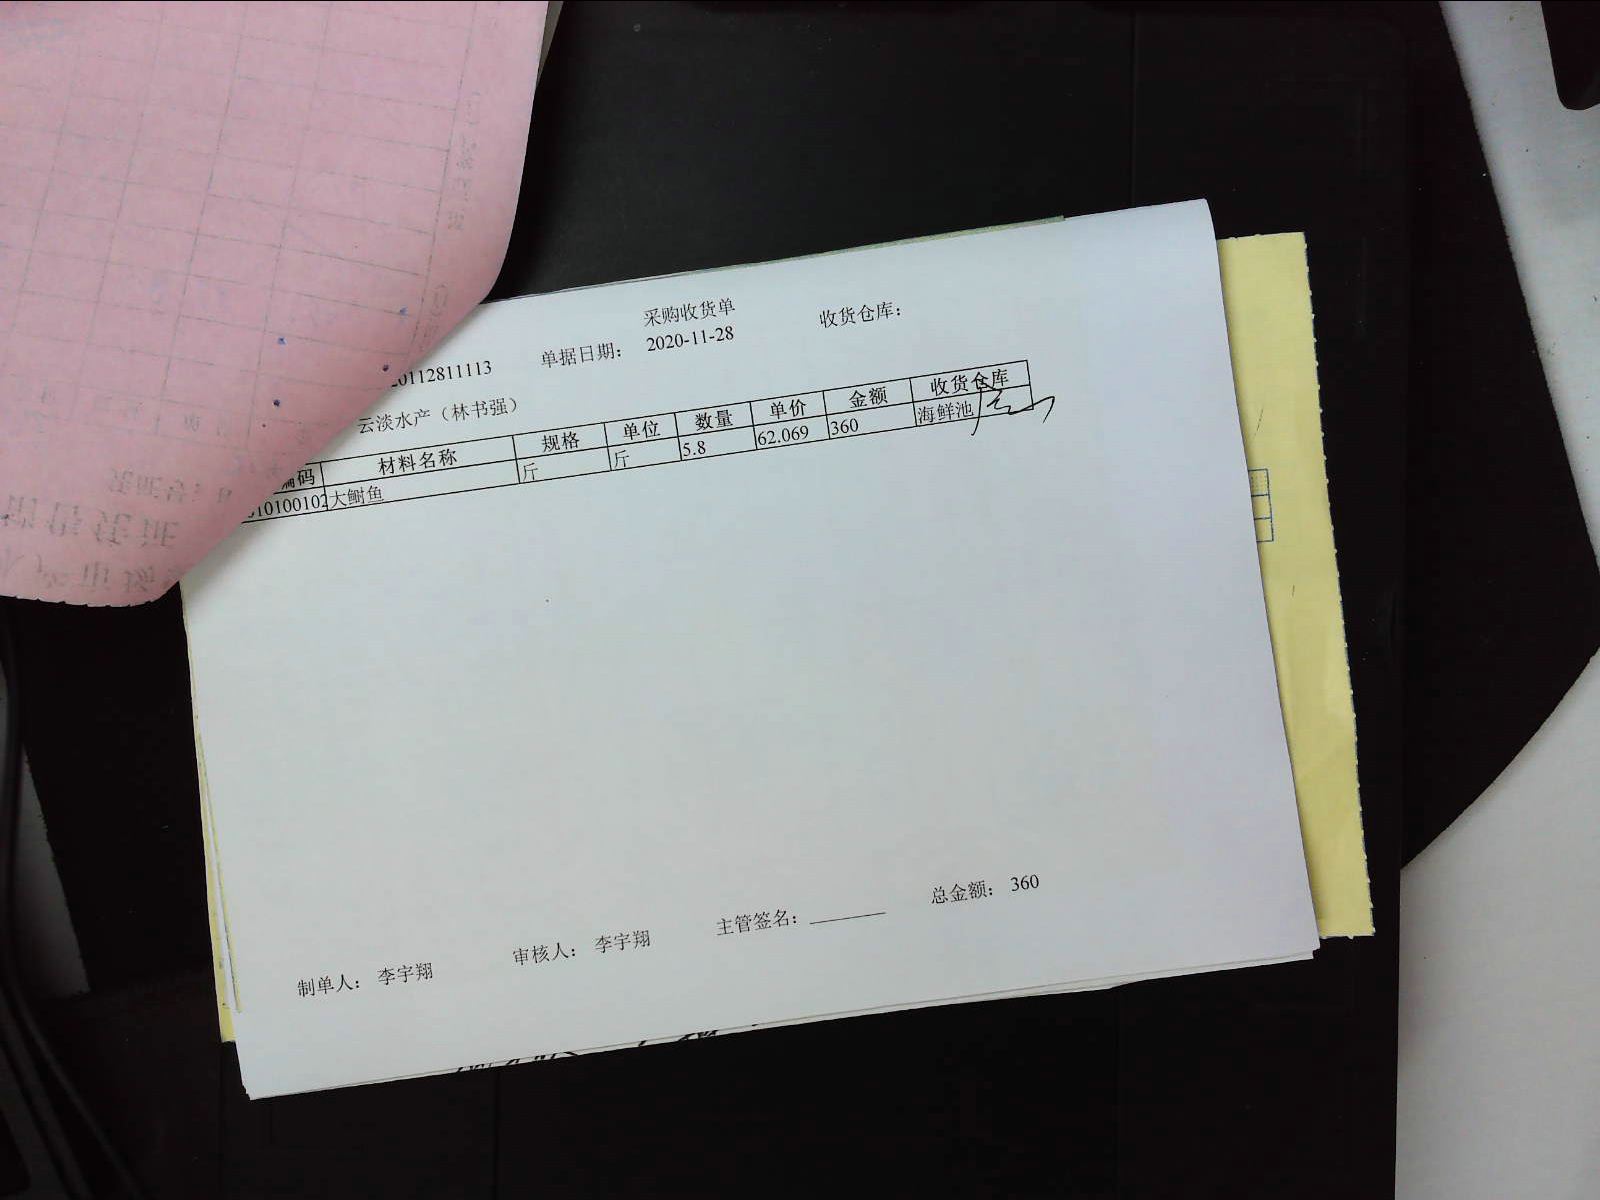 采购收货单
20112811113 单据日期： 2020-11-28 收货仓库：
云淡水产（林书强）
编码 材料名称 规格 单位 数量 单价 金额 收货仓库
10100102 大鲥鱼 斤 斤 5.8 62.069 360 海鲜池
制单人： 李宇翔 审核人： 李宇翔 主管签名： 总金额： 360